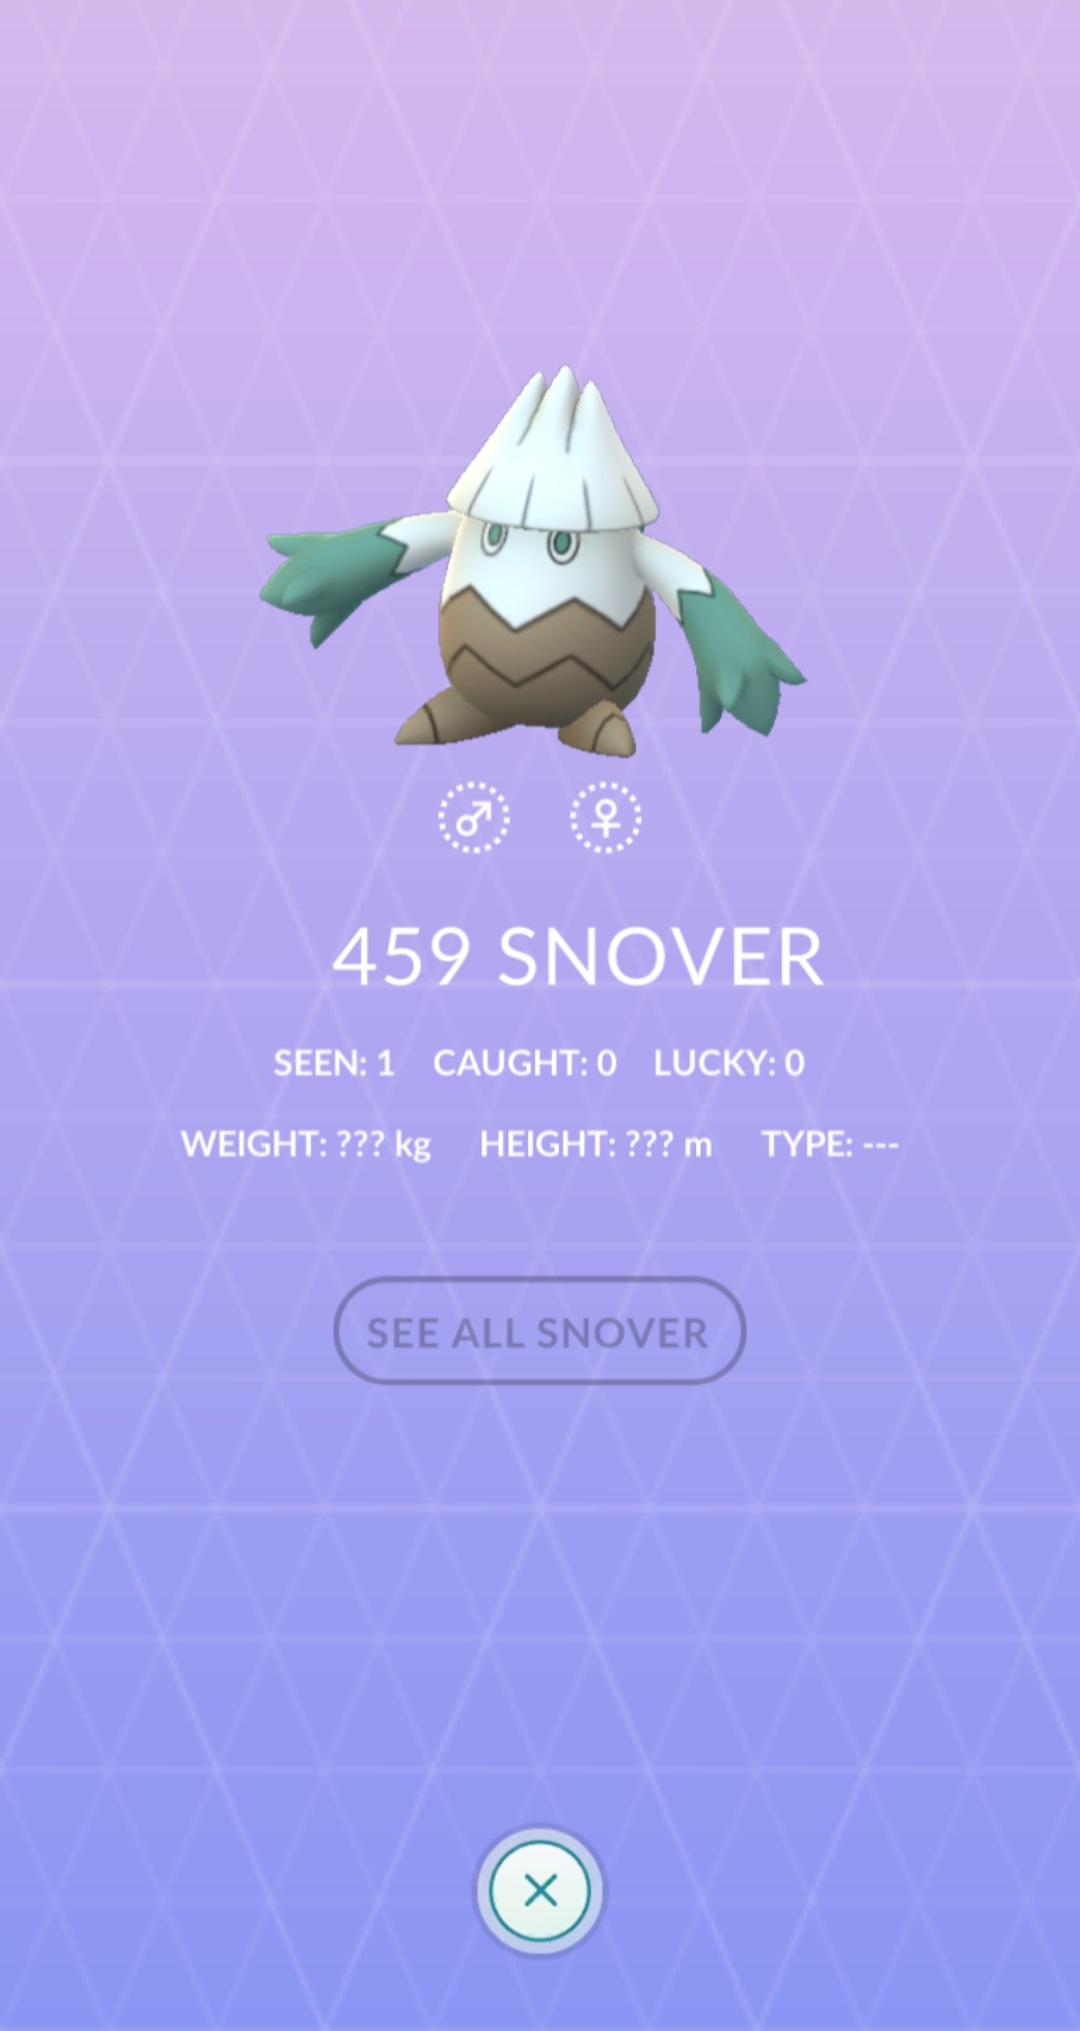 459 SNOVER
SEEN: 1 CAUGHT: 0 LUCKY: 0
WEIGHT: ??? kg HEIGHT: ??? m TYPE: ---
SEE ALL SNOVER